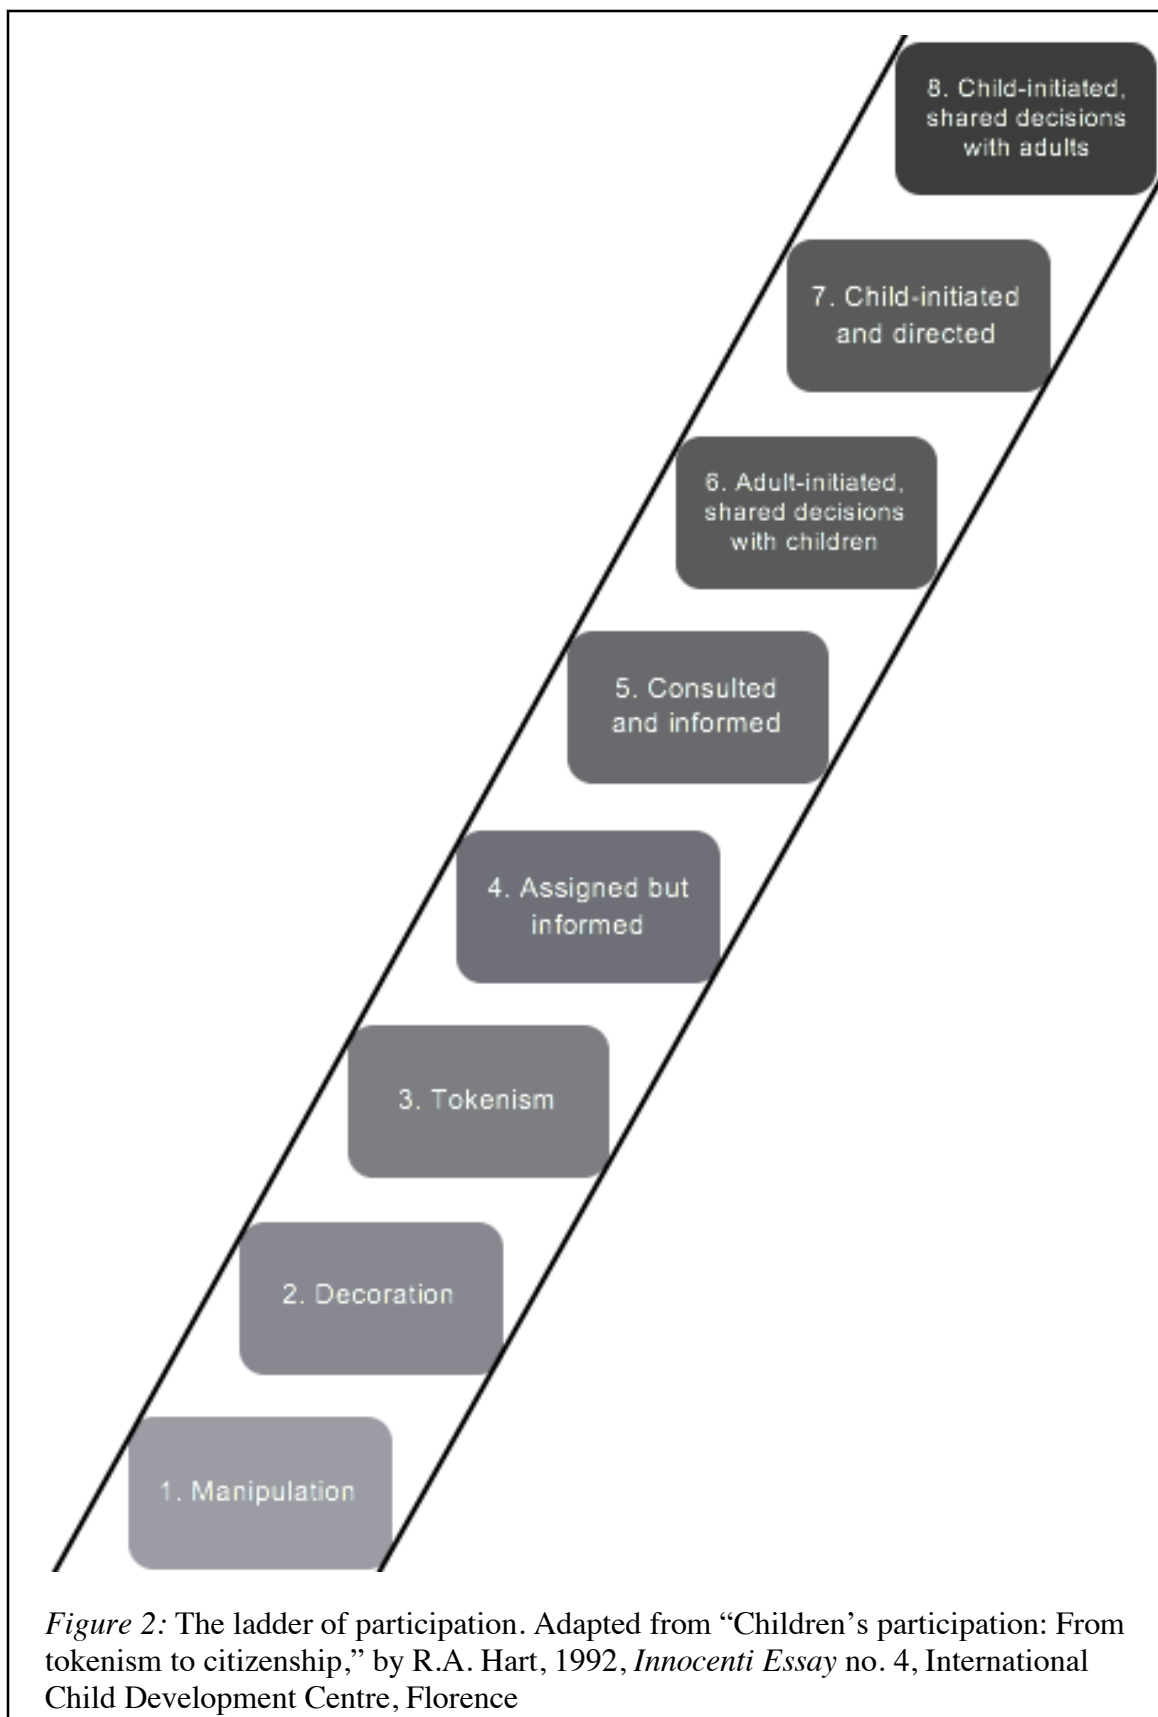 8. Child-initiated,
shared decisions
with adults
7. Child-initiated
and directed
6. Adult-initiated,
shared decisions
with children
5. Consulted
and informed
4. Assigned but
informed
3. Tokenism
2. Decoration
1. Manipulation
Figure 2: The ladder of participation. Adapted from “Children’s participation: From
tokenism to citizenship,” by R.A. Hart, 1992, Innocenti Essay no. 4, International
Child Development Centre, Florence